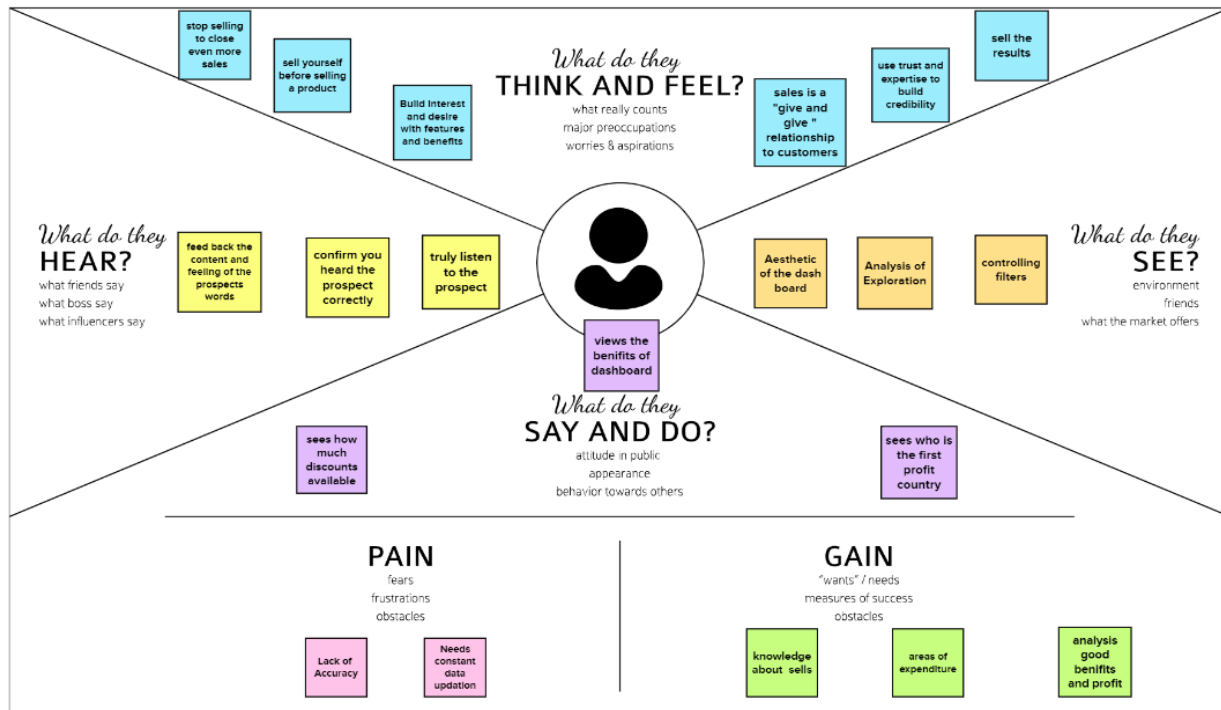 stop selling
to close
even more
sales
sell yourself
before selling
a product
Build Interest
and desire
with features
and benefits
What do they
THINK AND FEEL?
what really counts
major preoccupations
worries & aspirations
sales is a
"give and
give "
relationship
to customers
use trust and
expertise to
build
credibility
sell the
results
What do they
HEAR?
what friends say
what boss say
what influencers say
feed back the
content and
feeling of the
prospects
words
confirm you
heard the
prospect
correctly
truly listen
to the
prospect
Aesthetic
of the dash
board
Analysis of
Exploration
controlling
filters
What do they
SEE?
environment
friends
what the market offers
views the
benifits of
dashboard
What do they
SAY AND DO?
attitude in public
appearance
behavior towards others
sees how
much
discounts
available
sees who is
the first
profit
country
PAIN
fears
frustrations
obstacles
Lack of
Accuracy
Needs
constant
data
updation
GAIN
"wants" / needs
measures of success
obstacles
knowledge
about sells
areas of
expenditure
analysis
good
benifits
and profit